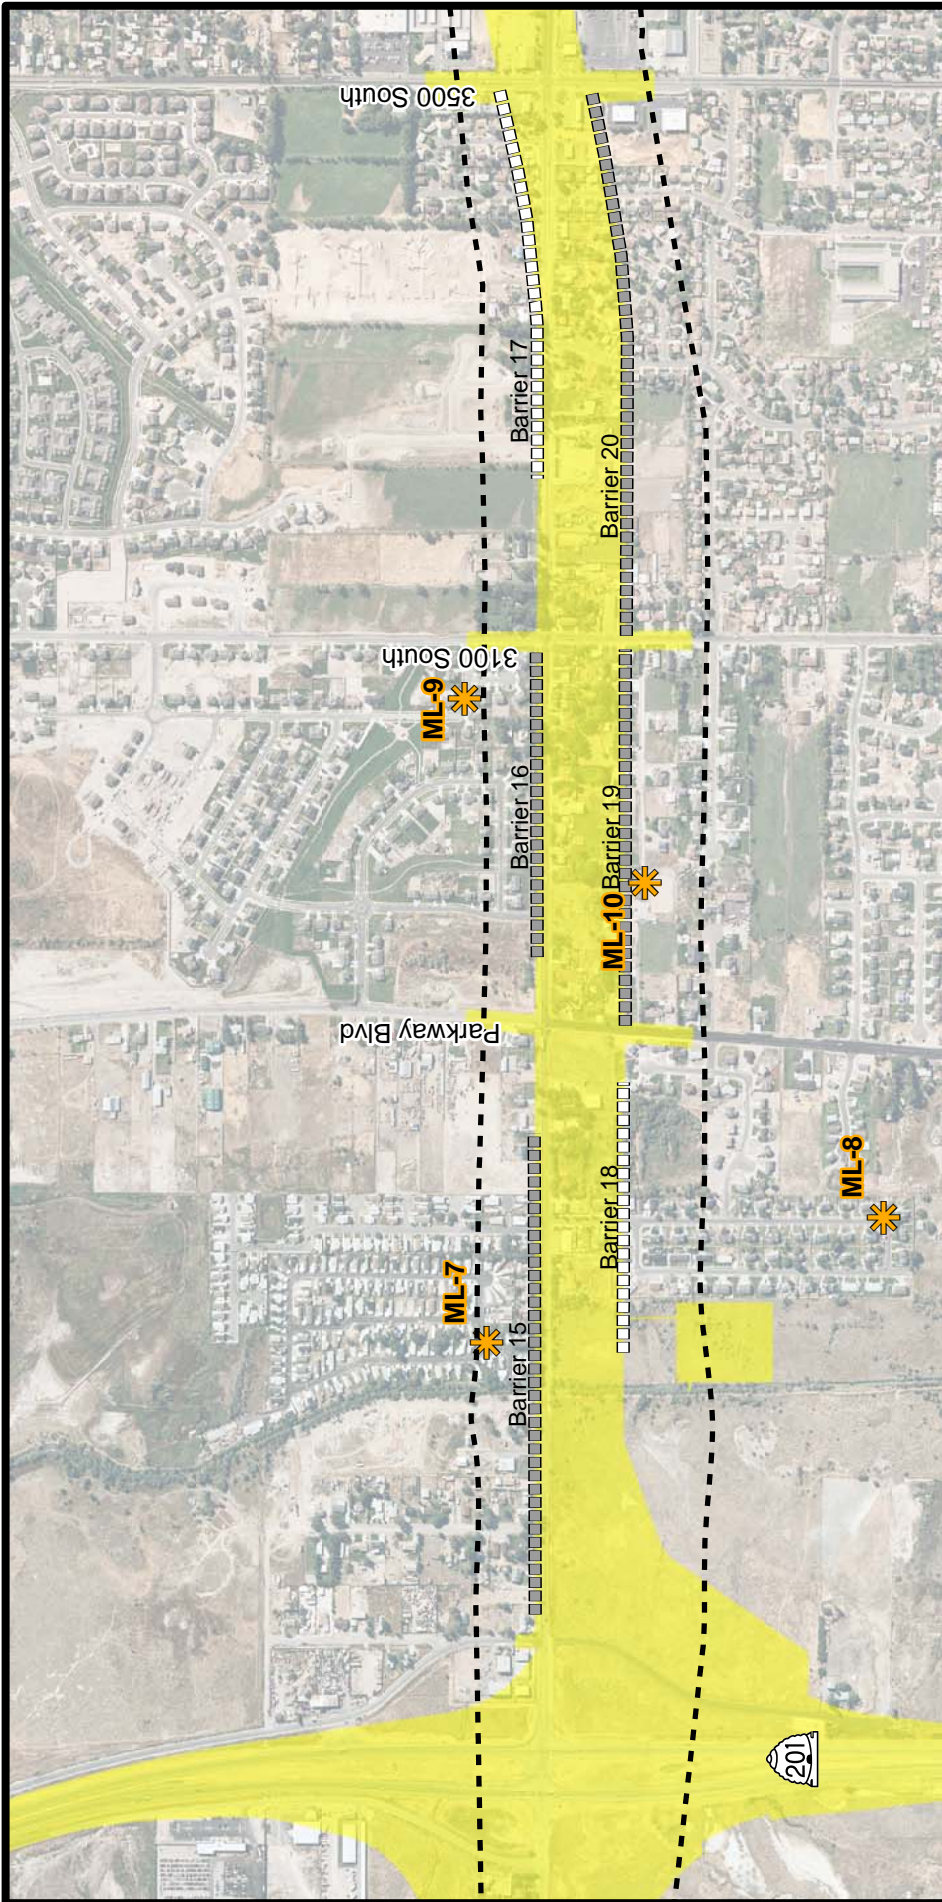 3500 South
Barrier 17
Barrier 20
3100 South
ML-9
Barrier 16
Barrier 19
ML-10
Parkway Blvd
ML-8
Barrier 18
ML-7
Barrier 15
201